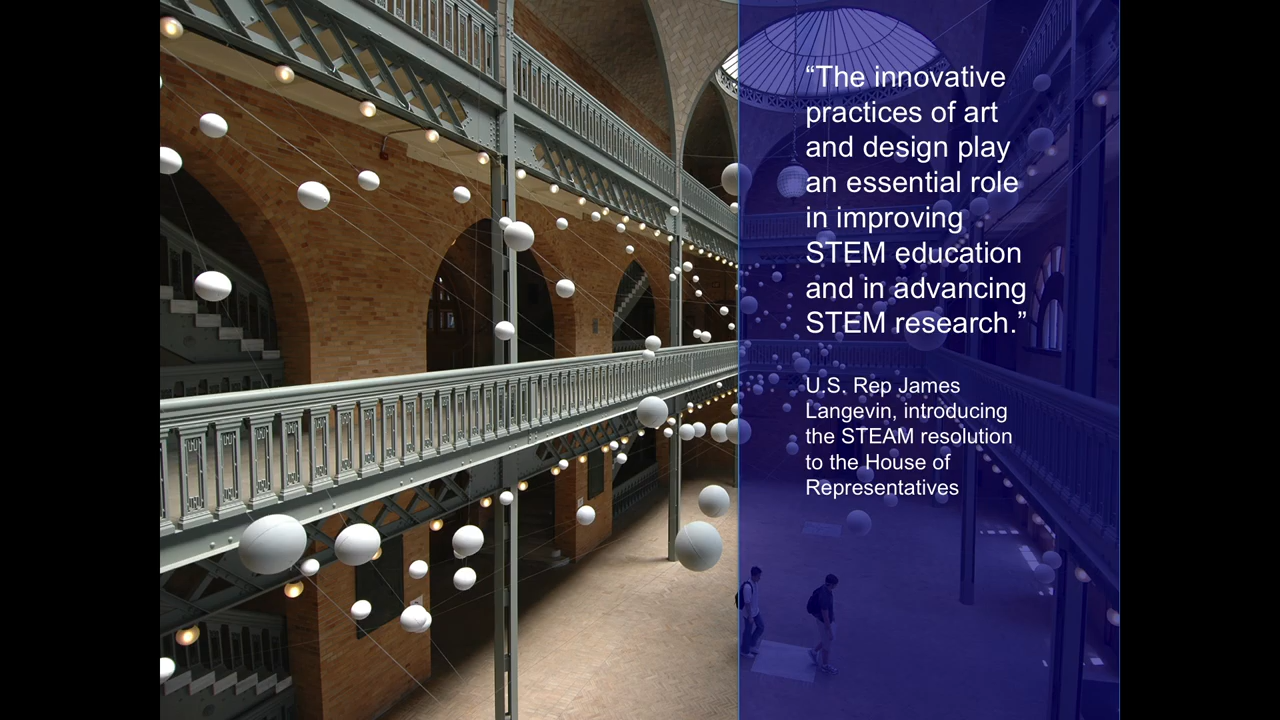 “The innovative
practices of art
and design play
an essential role
in improving
STEM education
and in advancing
STEM research.”
U.S. Rep James
Langevin, introducing
the STEAM resolution
to the House of
Representatives